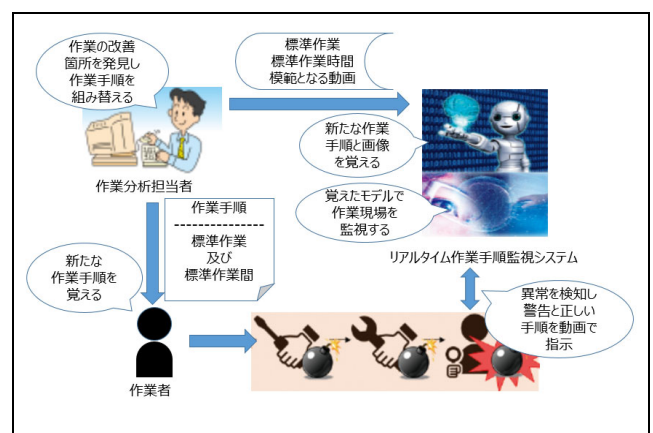 作業の改善
箇所を発見し
作業手順を
組み替える
標準作業
標準作業時間
模範となる動画
新たな作業
手順と画像
を覚える
作業分析担当者
覚えたモデルで
作業現場を
監視する
作業手順
標準作業
及び
標準作業間
リアルタイム作業手順監視システム
新たな
作業手順を
覚える
異常を検知し
警告と正しい
手順を動画で
指示
作業者